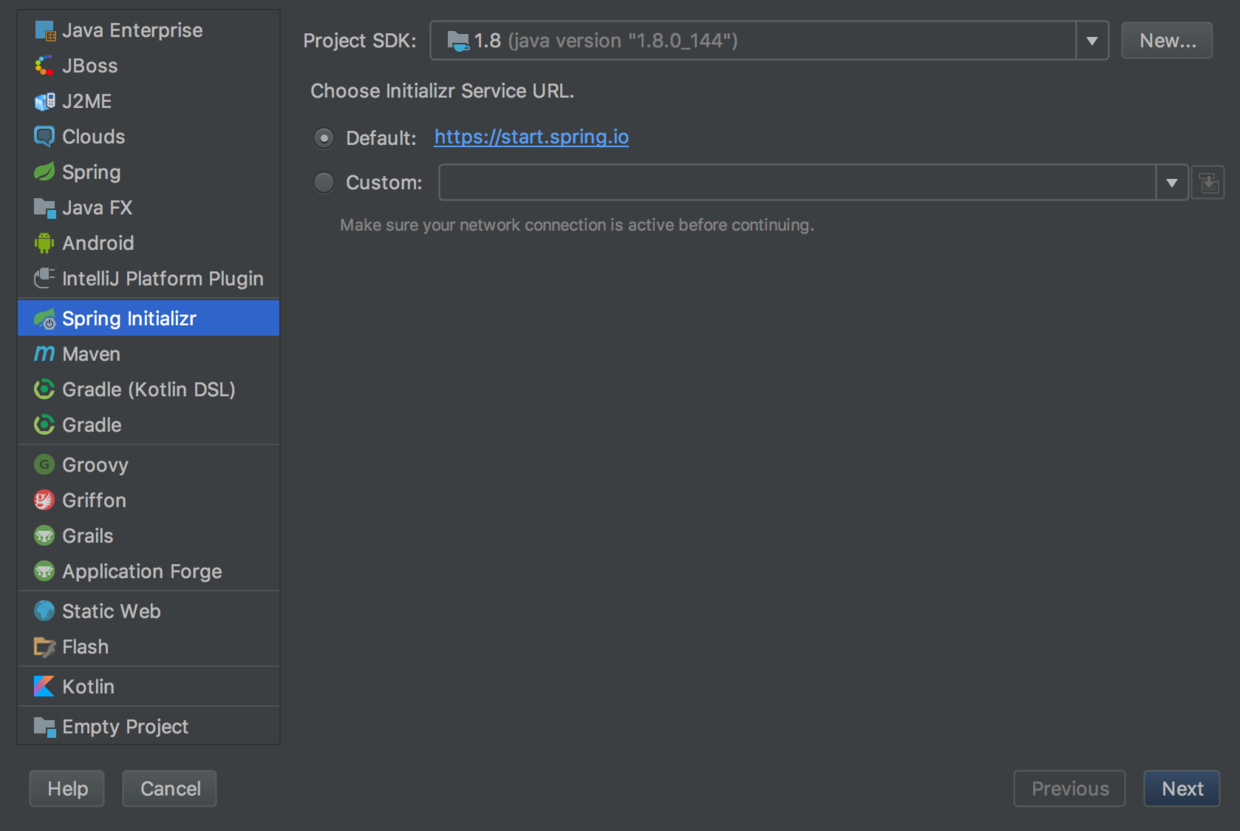 Java Enterprise
JBoss
J2ME
Clouds
Spring
Java FX
Android
IntelliJ Platform Plugin
Spring Initializr
Maven
Gradle (Kotlin DSL)
Gradle
Groovy
Griffon
Grails
Application Forge
Static Web
Flash
Kotlin
Empty Project
Project SDK: 1.8 (java version "1.8.0_144") New...
Choose Initializr Service URL.
Default: https://start.spring.io
Custom:
Make sure your network connection is active before continuing.
Help Cancel Previous Next